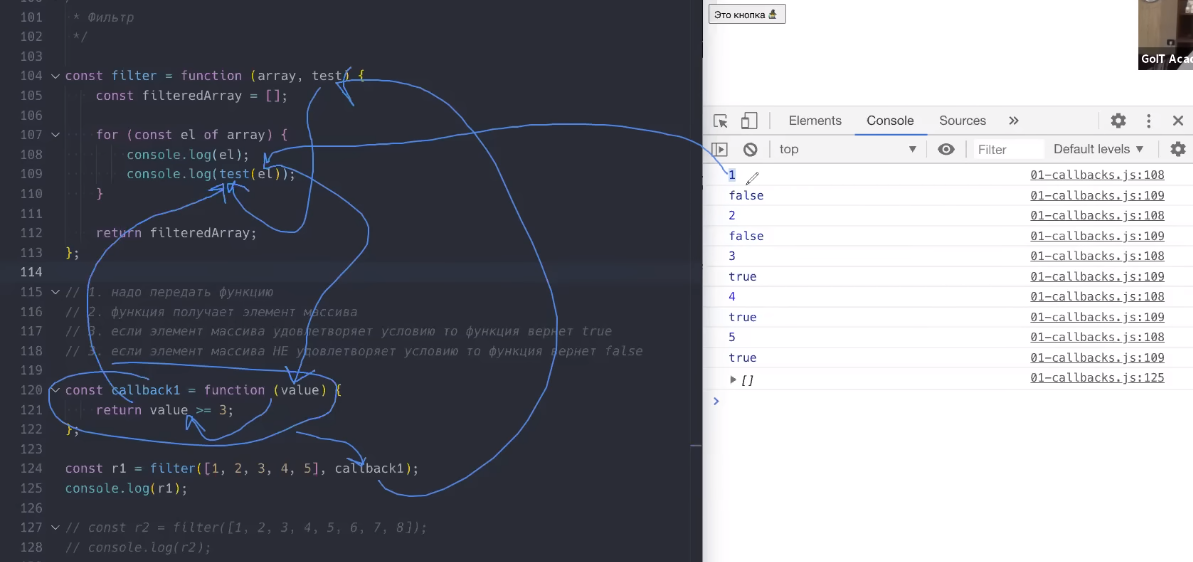 101 * Фильтр
102 */
103
104 const filter = function (array, test) {
105 const filteredArray = [];
106
107 for (const el of array) {
108 console.log(el);
109 console.log(test(el));
110 }
111
112 return filteredArray;
113 };
114
115 // 1. надо передать функцию
116 // 2. функция получает элемент массива
117 // 3. если элемент массива удовлетворяет условию то функция вернет true
118 // 3. если элемент массива НЕ удовлетворяет условию то функция вернет false
119
120 const callback1 = function (value) {
121 return value >= 3;
122 };
123
124 const r1 = filter([1, 2, 3, 4, 5], callback1);
125 console.log(r1);
126
127 // const r2 = filter([1, 2, 3, 4, 5, 6, 7, 8]);
128 // console.log(r2);
Это кнопка
GoIT Aca
Elements Console Sources »
top Filter Default levels
1 01-callbacks.js:108
false 01-callbacks.js:109
2 01-callbacks.js:108
false 01-callbacks.js:109
3 01-callbacks.js:108
true 01-callbacks.js:109
4 01-callbacks.js:108
true 01-callbacks.js:109
5 01-callbacks.js:108
true 01-callbacks.js:109
[] 01-callbacks.js:125